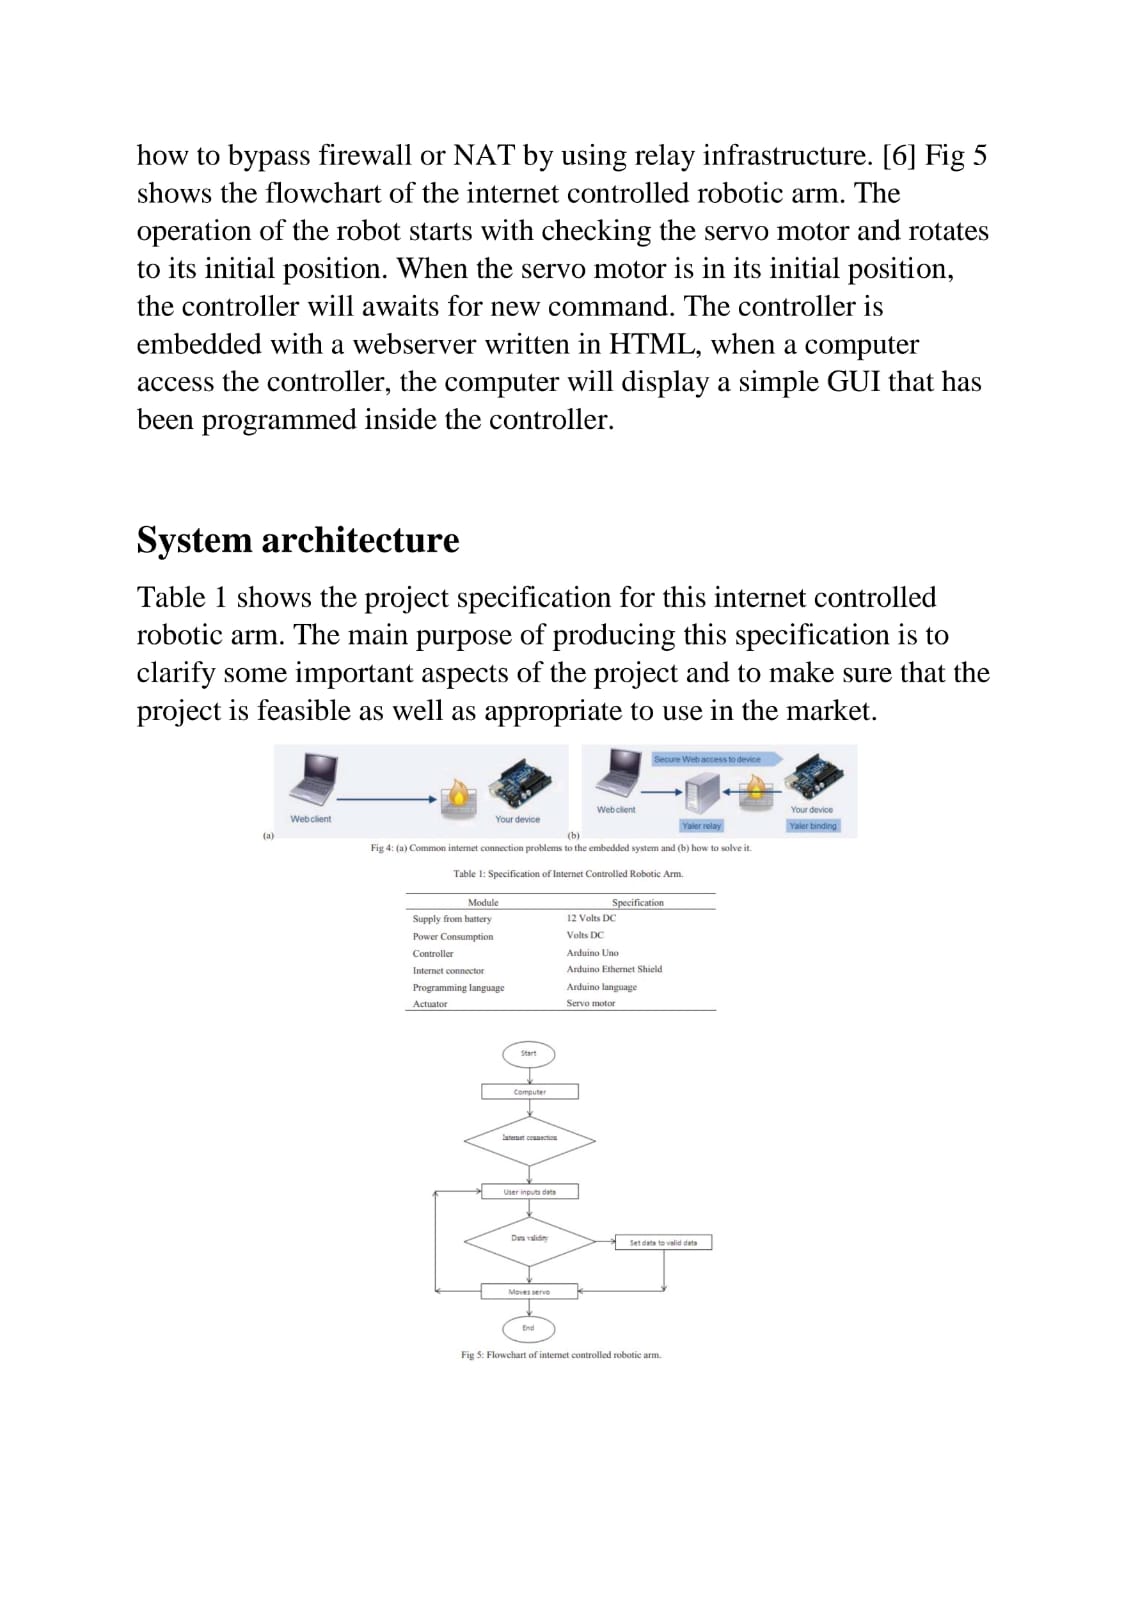 how to bypass firewall or NAT by using relay infrastructure. [6] Fig 5
shows the flowchart of the internet controlled robotic arm. The
operation of the robot starts with checking the servo motor and rotates
to its initial position. When the servo motor is in its initial position,
the controller will awaits for new command. The controller is
embedded with a webserver written in HTML, when a computer
access the controller, the computer will display a simple GUI that has
been programmed inside the controller.
System architecture
Table 1 shows the project specification for this internet controlled
robotic arm. The main purpose of producing this specification is to
clarify some important aspects of the project and to make sure that the
project is feasible as well as appropriate to use in the market.
Web client
Your device
(a)
Secure Web access to device
Web client
Your device
Yaler relay
Yaler binding
(b)
Fig 4: (a) Common internet connection problems to the embedded system and (b) how to solve it.
Table 1: Specification of Internet Controlled Robotic Arm.
Module Specification
Supply from battery 12 Volts DC
Power Consumption Volts DC
Controller Arduino Uno
Internet connector Arduino Ethernet Shield
Programming language Arduino language
Actuator Servo motor
Start
Computer
Internet connection
User inputs data
Data validity
Set data to valid data
Moves servo
End
Fig 5: Flowchart of internet controlled robotic arm.